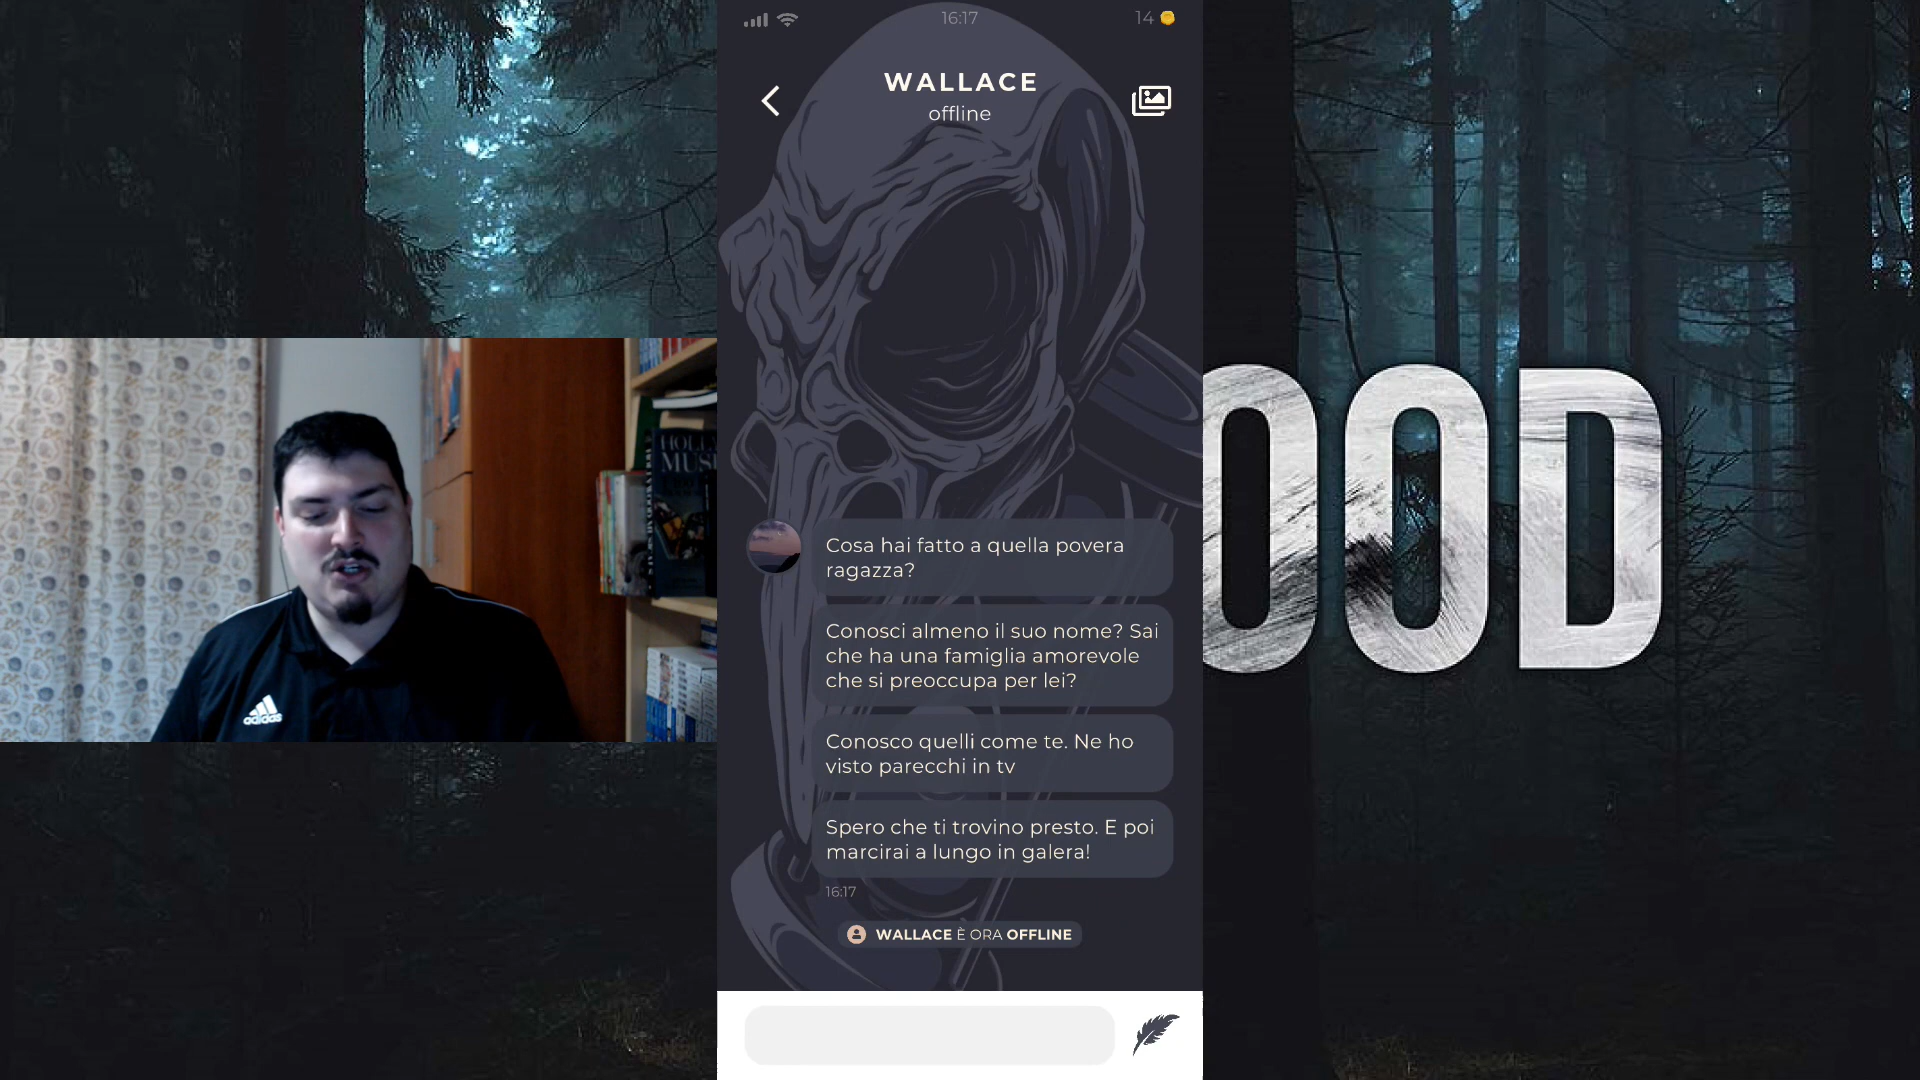 16:17
14
WALLACE
offline
Cosa hai fatto a quella povera
ragazza?
Conosci almeno il suo nome? Sai
che ha una famiglia amorevole
che si preoccupa per lei?
Conosco quelli come te. Ne ho
visto parecchi in tv
Spero che ti trovino presto. E poi
marcirai a lungo in galera!
16:17
WALLACE È ORA OFFLINE
OOD
adidas